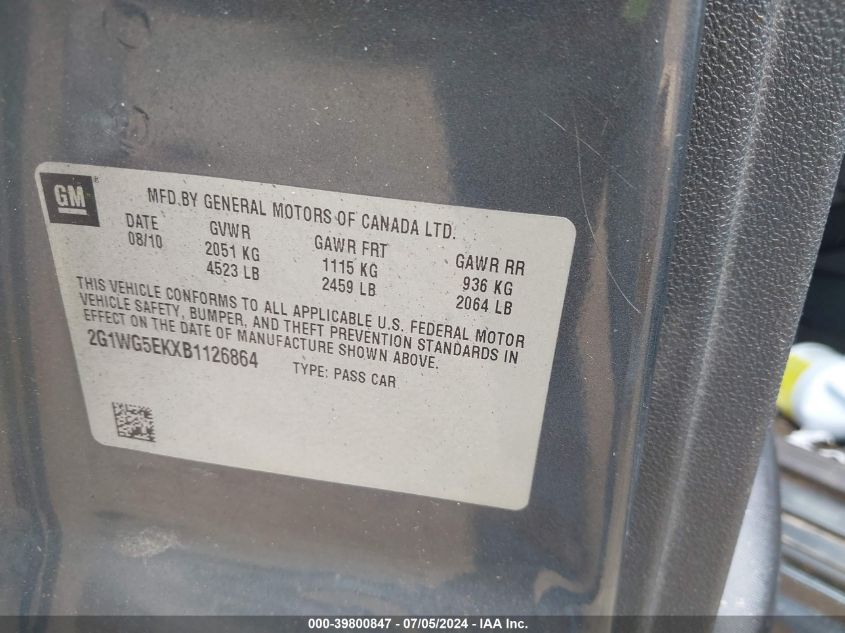 GM
MFD.BY GENERAL MOTORS OF CANADA LTD.
DATE GVWR GAWR FRT GAWR RR
08/10 2051 KG 1115 KG 936 KG
4523 LB 2459 LB 2064 LB
THIS VEHICLE CONFORMS TO ALL APPLICABLE U.S. FEDERAL MOTOR
VEHICLE SAFETY, BUMPER, AND THEFT PREVENTION STANDARDS IN
EFFECT ON THE DATE OF MANUFACTURE SHOWN ABOVE.
2G1WG5EKXB1126864 TYPE: PASS CAR
000-39800847 - 07/05/2024 - IAA Inc.